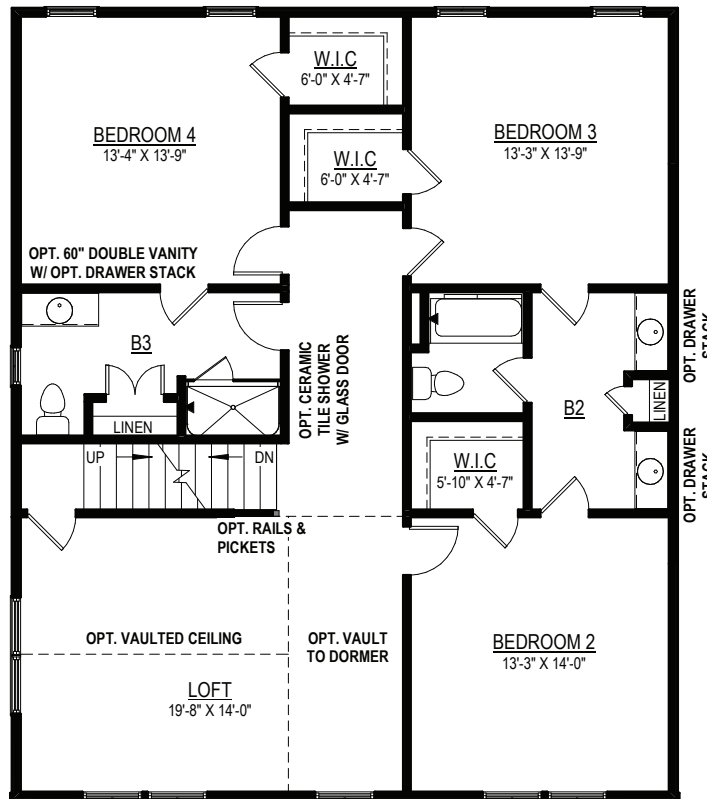 W.I.C
6'-0" X 4'-7"
BEDROOM 4
13'-4" X 13'-9"
BEDROOM 3
13'-3" X 13'-9"
W.I.C
6'-0" X 4'-7"
OPT. 60" DOUBLE VANITY
W/ OPT. DRAWER STACK
B3
LINEN
OPT. CERAMIC
TILE SHOWER
W/ GLASS DOOR
OPT. DRAWER
STACK
LINEN
B2
OPT. DRAWER
STACK
W.I.C
5'-10" X 4'-7"
UP
DN
OPT. RAILS &
PICKETS
OPT. VAULTED CEILING
OPT. VAULT
TO DORMER
BEDROOM 2
13'-3" X 14'-0"
LOFT
19'-8" X 14'-0"